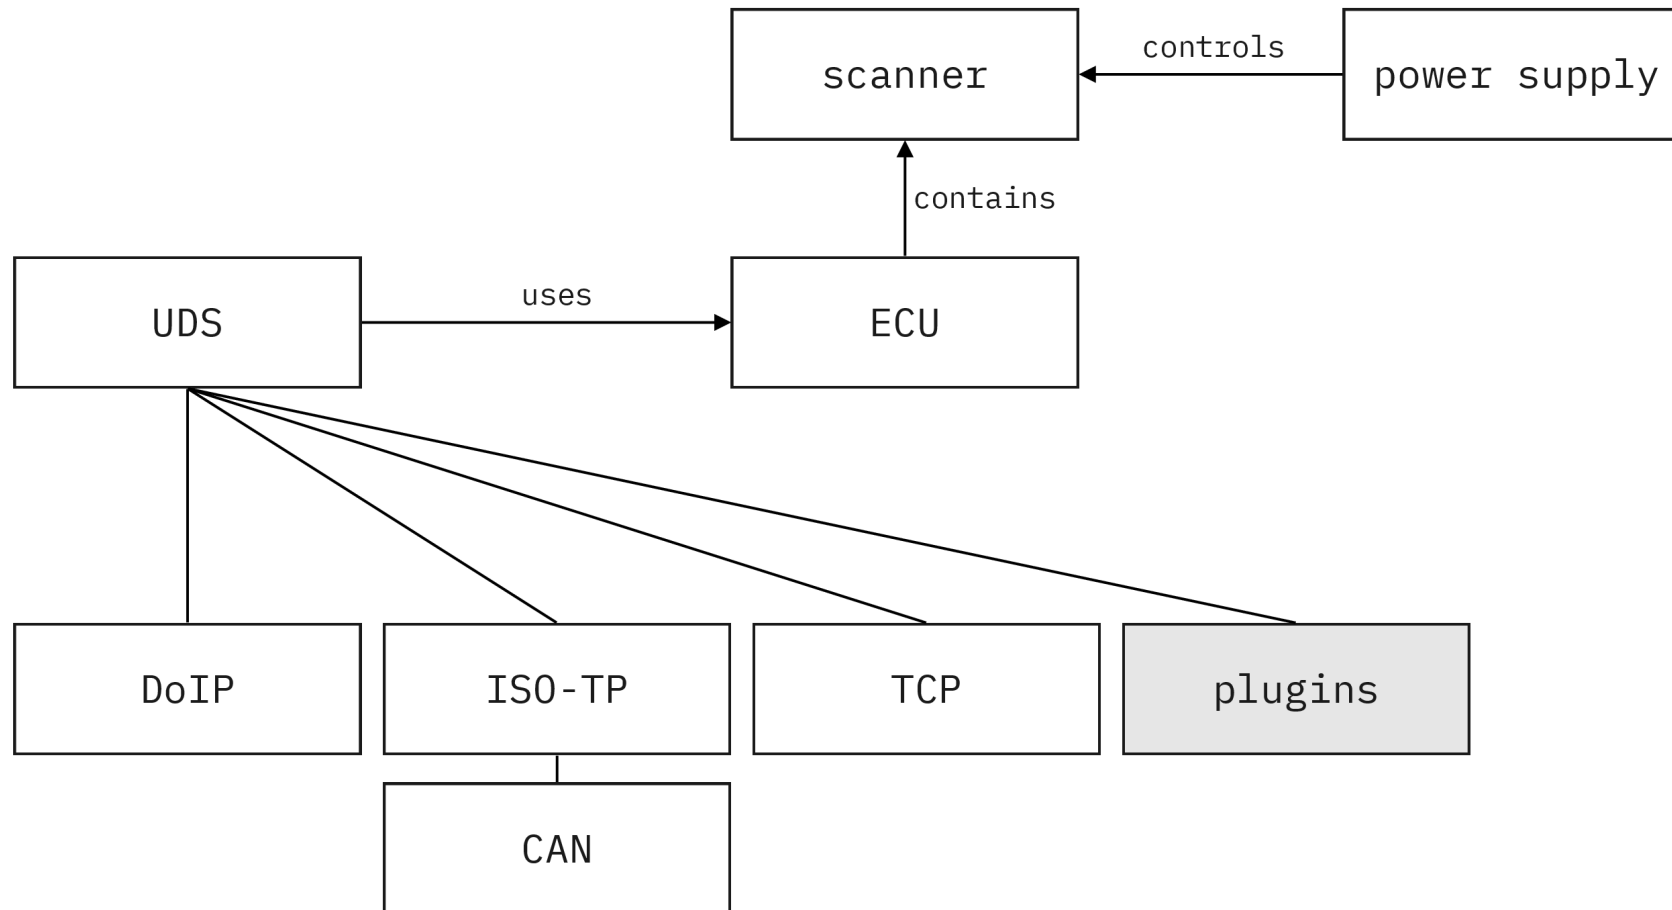 controls
scanner
power supply
contains
uses
UDS
ECU
DoIP
ISO-TP
TCP
plugins
CAN